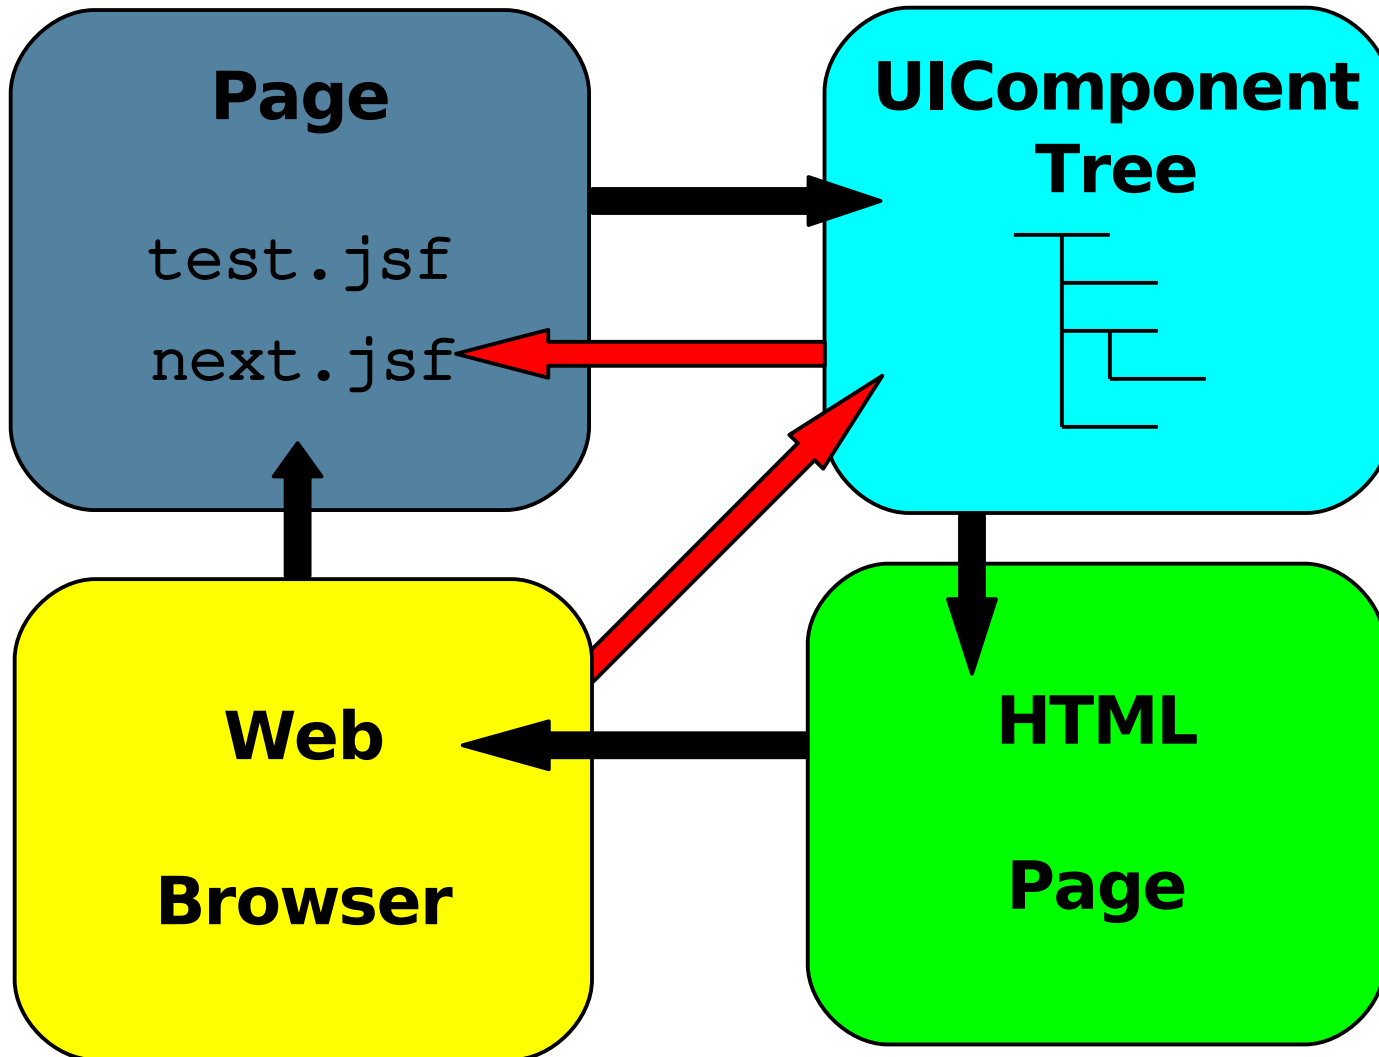 Page
test.jsf
next.jsf
UIComponent
Tree
Web
Browser
HTML
Page